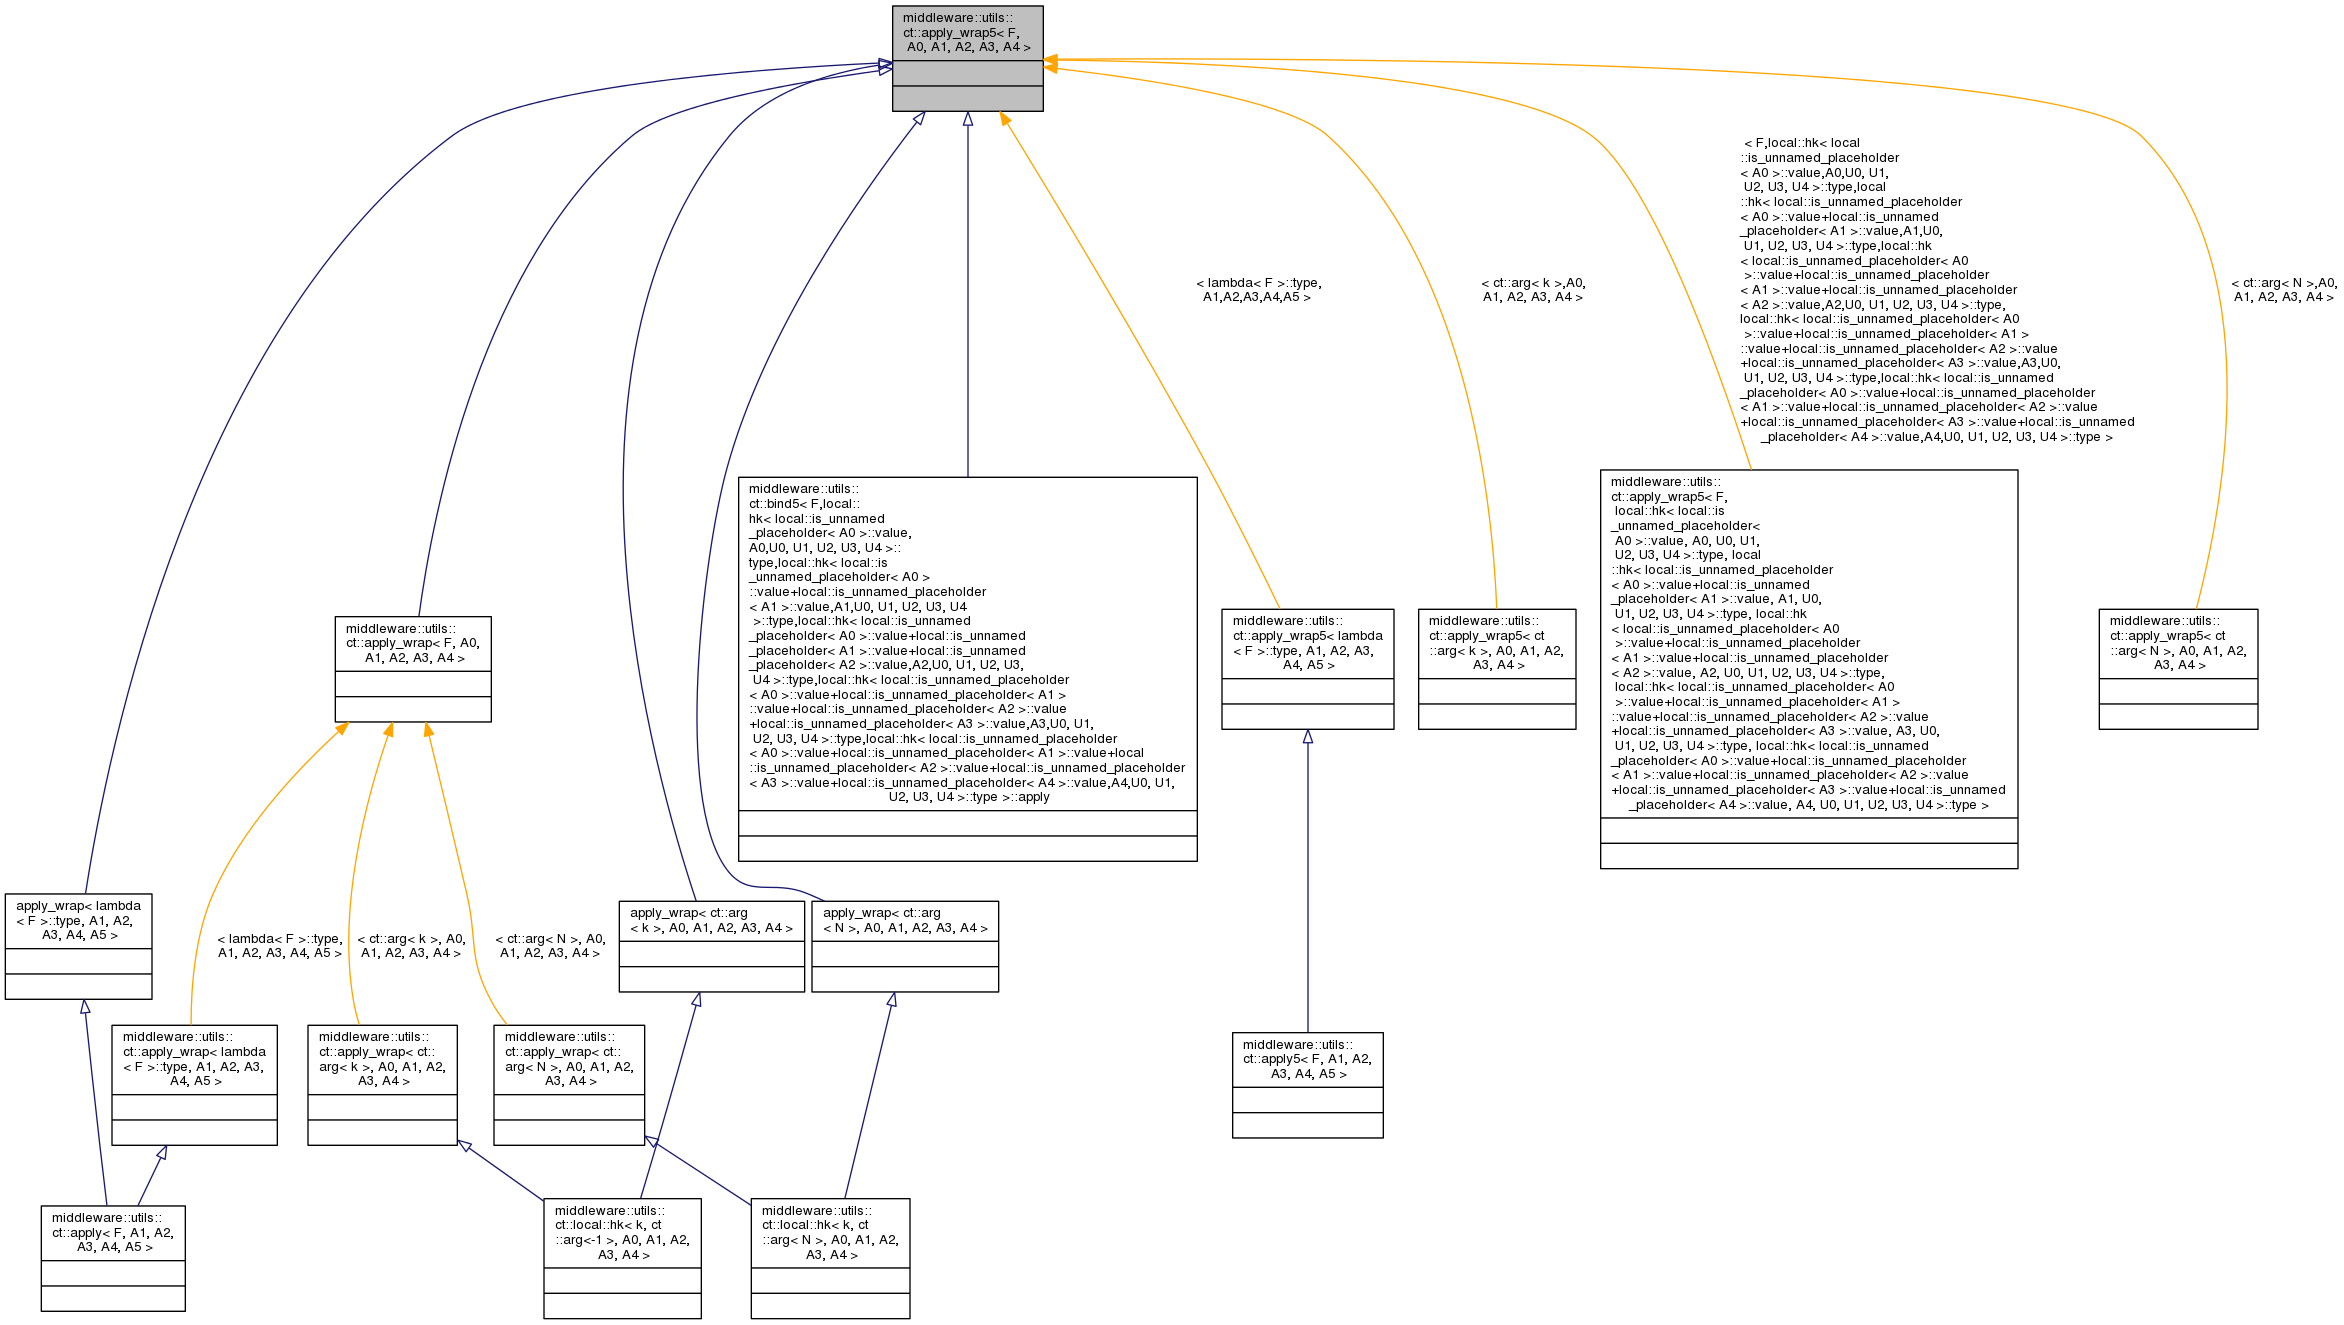 middleware::utils::
ct::apply_wrap5< F,
A0, A1, A2, A3, A4 >
< F,local::hk< local
::is_unnamed_placeholder
< A0 >::value,A0,U0, U1,
U2, U3, U4 >::type,local
::hk< local::is_unnamed_placeholder
< A0 >::value+local::is_unnamed
_placeholder< A1 >::value,A1,U0,
U1, U2, U3, U4 >::type,local::hk
< local::is_unnamed_placeholder< A0
>::value+local::is_unnamed_placeholder
< A1 >::value+local::is_unnamed_placeholder
< A2 >::value,A2,U0, U1, U2, U3, U4 >::type,
local::hk< local::is_unnamed_placeholder< A0
>::value+local::is_unnamed_placeholder< A1 >
::value+local::is_unnamed_placeholder< A2 >::value
+local::is_unnamed_placeholder< A3 >::value,A3,U0,
U1, U2, U3, U4 >::type,local::hk< local::is_unnamed
_placeholder< A0 >::value+local::is_unnamed_placeholder
< A1 >::value+local::is_unnamed_placeholder< A2 >::value
+local::is_unnamed_placeholder< A3 >::value+local::is_unnamed
_placeholder< A4 >::value,A4,U0, U1, U2, U3, U4 >::type >
< lambda< F >::type,
A1,A2,A3,A4,A5 >
< ct::arg< k >,A0,
A1, A2, A3, A4 >
< ct::arg< N >,A0,
A1, A2, A3, A4 >
middleware::utils::
ct::apply_wrap< F, A0,
A1, A2, A3, A4 >
middleware::utils::
ct::bind5< F,local::
hk< local::is_unnamed
_placeholder< A0 >::value,
A0,U0, U1, U2, U3, U4 >::
type,local::hk< local::is
_unnamed_placeholder< A0 >
::value+local::is_unnamed_placeholder
< A1 >::value,A1,U0, U1, U2, U3, U4
>::type,local::hk< local::is_unnamed
_placeholder< A0 >::value+local::is_unnamed
_placeholder< A1 >::value+local::is_unnamed
_placeholder< A2 >::value,A2,U0, U1, U2, U3,
U4 >::type,local::hk< local::is_unnamed_placeholder
< A0 >::value+local::is_unnamed_placeholder< A1 >
::value+local::is_unnamed_placeholder< A2 >::value
+local::is_unnamed_placeholder< A3 >::value,A3,U0, U1,
U2, U3, U4 >::type,local::hk< local::is_unnamed_placeholder
< A0 >::value+local::is_unnamed_placeholder< A1 >::value+local
::is_unnamed_placeholder< A2 >::value+local::is_unnamed_placeholder
< A3 >::value+local::is_unnamed_placeholder< A4 >::value,A4,U0, U1,
U2, U3, U4 >::type >::apply
middleware::utils::
ct::apply_wrap5< lambda
< F >::type, A1, A2, A3,
A4, A5 >
middleware::utils::
ct::apply_wrap5< ct
::arg< k >, A0, A1, A2,
A3, A4 >
middleware::utils::
ct::apply_wrap5< F,
local::hk< local::is
_unnamed_placeholder<
A0 >::value, A0, U0, U1,
U2, U3, U4 >::type, local
::hk< local::is_unnamed_placeholder
< A0 >::value+local::is_unnamed
_placeholder< A1 >::value, A1, U0,
U1, U2, U3, U4 >::type, local::hk
< local::is_unnamed_placeholder< A0
>::value+local::is_unnamed_placeholder
< A1 >::value+local::is_unnamed_placeholder
< A2 >::value, A2, U0, U1, U2, U3, U4 >::type,
local::hk< local::is_unnamed_placeholder< A0
>::value+local::is_unnamed_placeholder< A1 >
::value+local::is_unnamed_placeholder< A2 >::value
+local::is_unnamed_placeholder< A3 >::value, A3, U0,
U1, U2, U3, U4 >::type, local::hk< local::is_unnamed
_placeholder< A0 >::value+local::is_unnamed_placeholder
< A1 >::value+local::is_unnamed_placeholder< A2 >::value
+local::is_unnamed_placeholder< A3 >::value+local::is_unnamed
_placeholder< A4 >::value, A4, U0, U1, U2, U3, U4 >::type >
middleware::utils::
ct::apply_wrap5< ct
::arg< N >, A0, A1, A2,
A3, A4 >
apply_wrap< lambda
< F >::type, A1, A2,
A3, A4, A5 >
< lambda< F >::type,
A1, A2, A3, A4, A5 >
< ct::arg< k >, A0,
A1, A2, A3, A4 >
< ct::arg< N >, A0,
A1, A2, A3, A4 >
apply_wrap< ct::arg
< k >, A0, A1, A2, A3, A4 >
apply_wrap< ct::arg
< N >, A0, A1, A2, A3, A4 >
middleware::utils::
ct::apply_wrap< lambda
< F >::type, A1, A2, A3,
A4, A5 >
middleware::utils::
ct::apply_wrap< ct::
arg< k >, A0, A1, A2,
A3, A4 >
middleware::utils::
ct::apply_wrap< ct::
arg< N >, A0, A1, A2,
A3, A4 >
middleware::utils::
ct::apply5< F, A1, A2,
A3, A4, A5 >
middleware::utils::
ct::apply< F, A1, A2,
A3, A4, A5 >
middleware::utils::
ct::local::hk< k, ct
::arg<-1 >, A0, A1, A2,
A3, A4 >
middleware::utils::
ct::local::hk< k, ct
::arg< N >, A0, A1, A2,
A3, A4 >